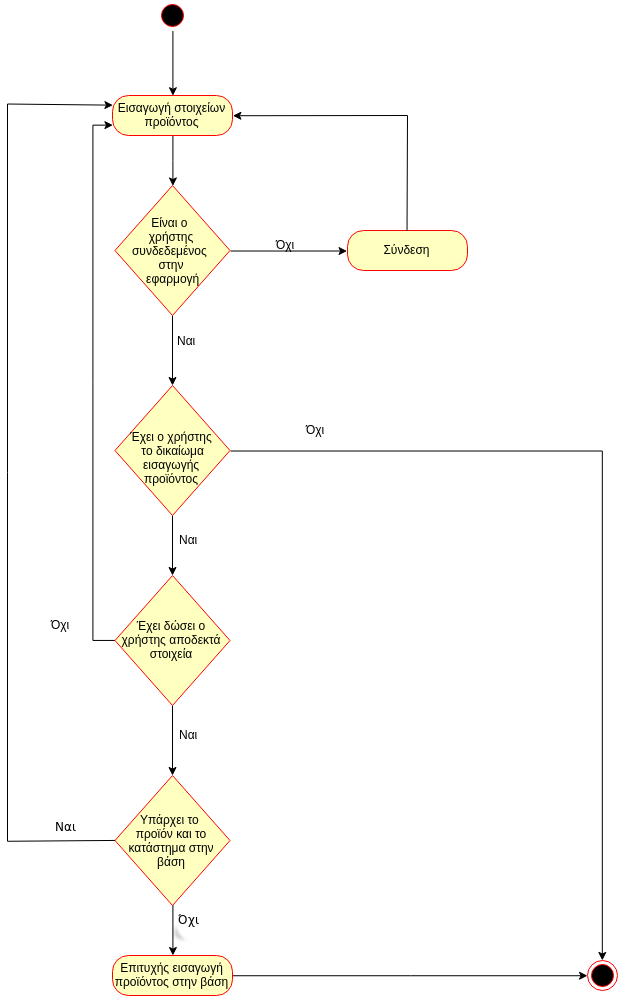 Εισαγωγή στοιχείων
προϊόντος
Είναι ο
χρήστης
συνδεδεμένος
στην
εφαρμογή
Όχι
Σύνδεση
Ναι
Έχει ο χρήστης
το δικαίωμα
εισαγωγής
προϊόντος
Όχι
Ναι
Έχει δώσει ο
χρήστης αποδεκτά
στοιχεία
Όχι
Ναι
Υπάρχει το
προϊόν και το
κατάστημα στην
βάση
Ναι
Όχι
Επιτυχής εισαγωγή
προϊόντος στην βάση